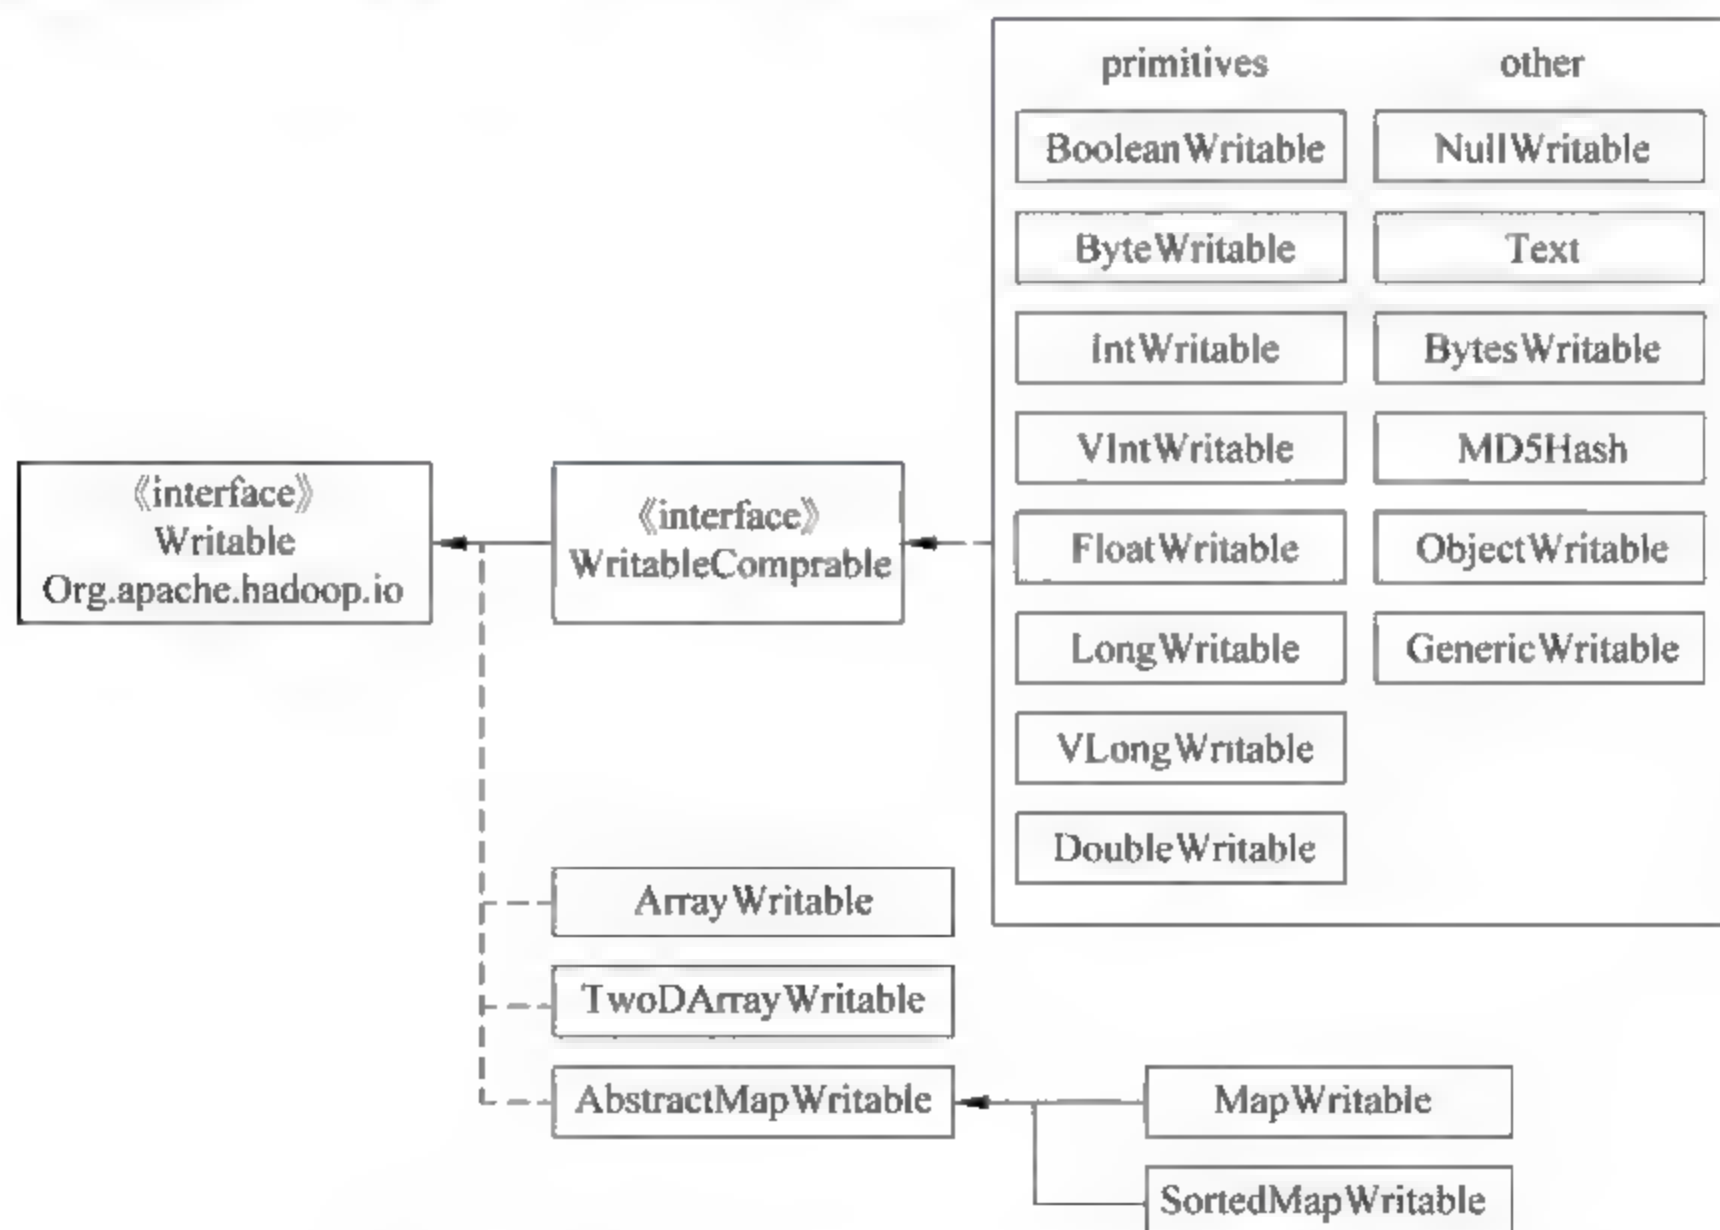 primitives
other
BooleanWritable
NullWritable
ByteWritable
Text
IntWritable
BytesWritable
VIntWritable
MD5Hash
《interface》
Writable
Org.apache.hadoop.io
《interface》
WritableComprable
FloatWritable
ObjectWritable
LongWritable
GenericWritable
VLongWritable
DoubleWritable
ArrayWritable
TwoDArrayWritable
AbstractMapWritable
MapWritable
SortedMapWritable